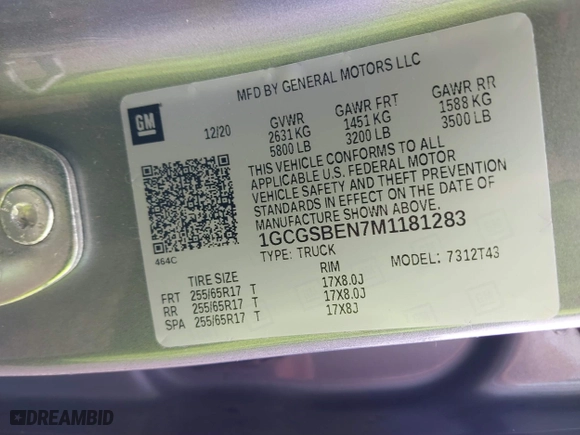 MFD BY GENERAL MOTORS LLC
GM
12/20
GVWR
2631 KG
5800 LB
GAWR FRT
1451 KG
3200 LB
GAWR RR
1588 KG
3500 LB
THIS VEHICLE CONFORMS TO ALL
APPLICABLE U.S. FEDERAL MOTOR
VEHICLE SAFETY AND THEFT PREVENTION
STANDARDS IN EFFECT ON THE DATE OF
MANUFACTURE SHOWN ABOVE.
1GCGSBEN7M1181283
TYPE: TRUCK
MODEL: 7312T43
464C
TIRE SIZE
RIM
FRT 255/65R17 T 17X8.0J
RR 255/65R17 T 17X8.0J
SPA 255/65R17 T 17X8J
DREAMBID